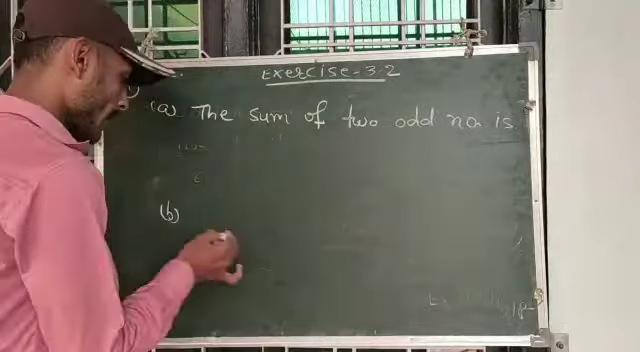 Exercise-3.2
(a) The sum of two odd no is
(b)